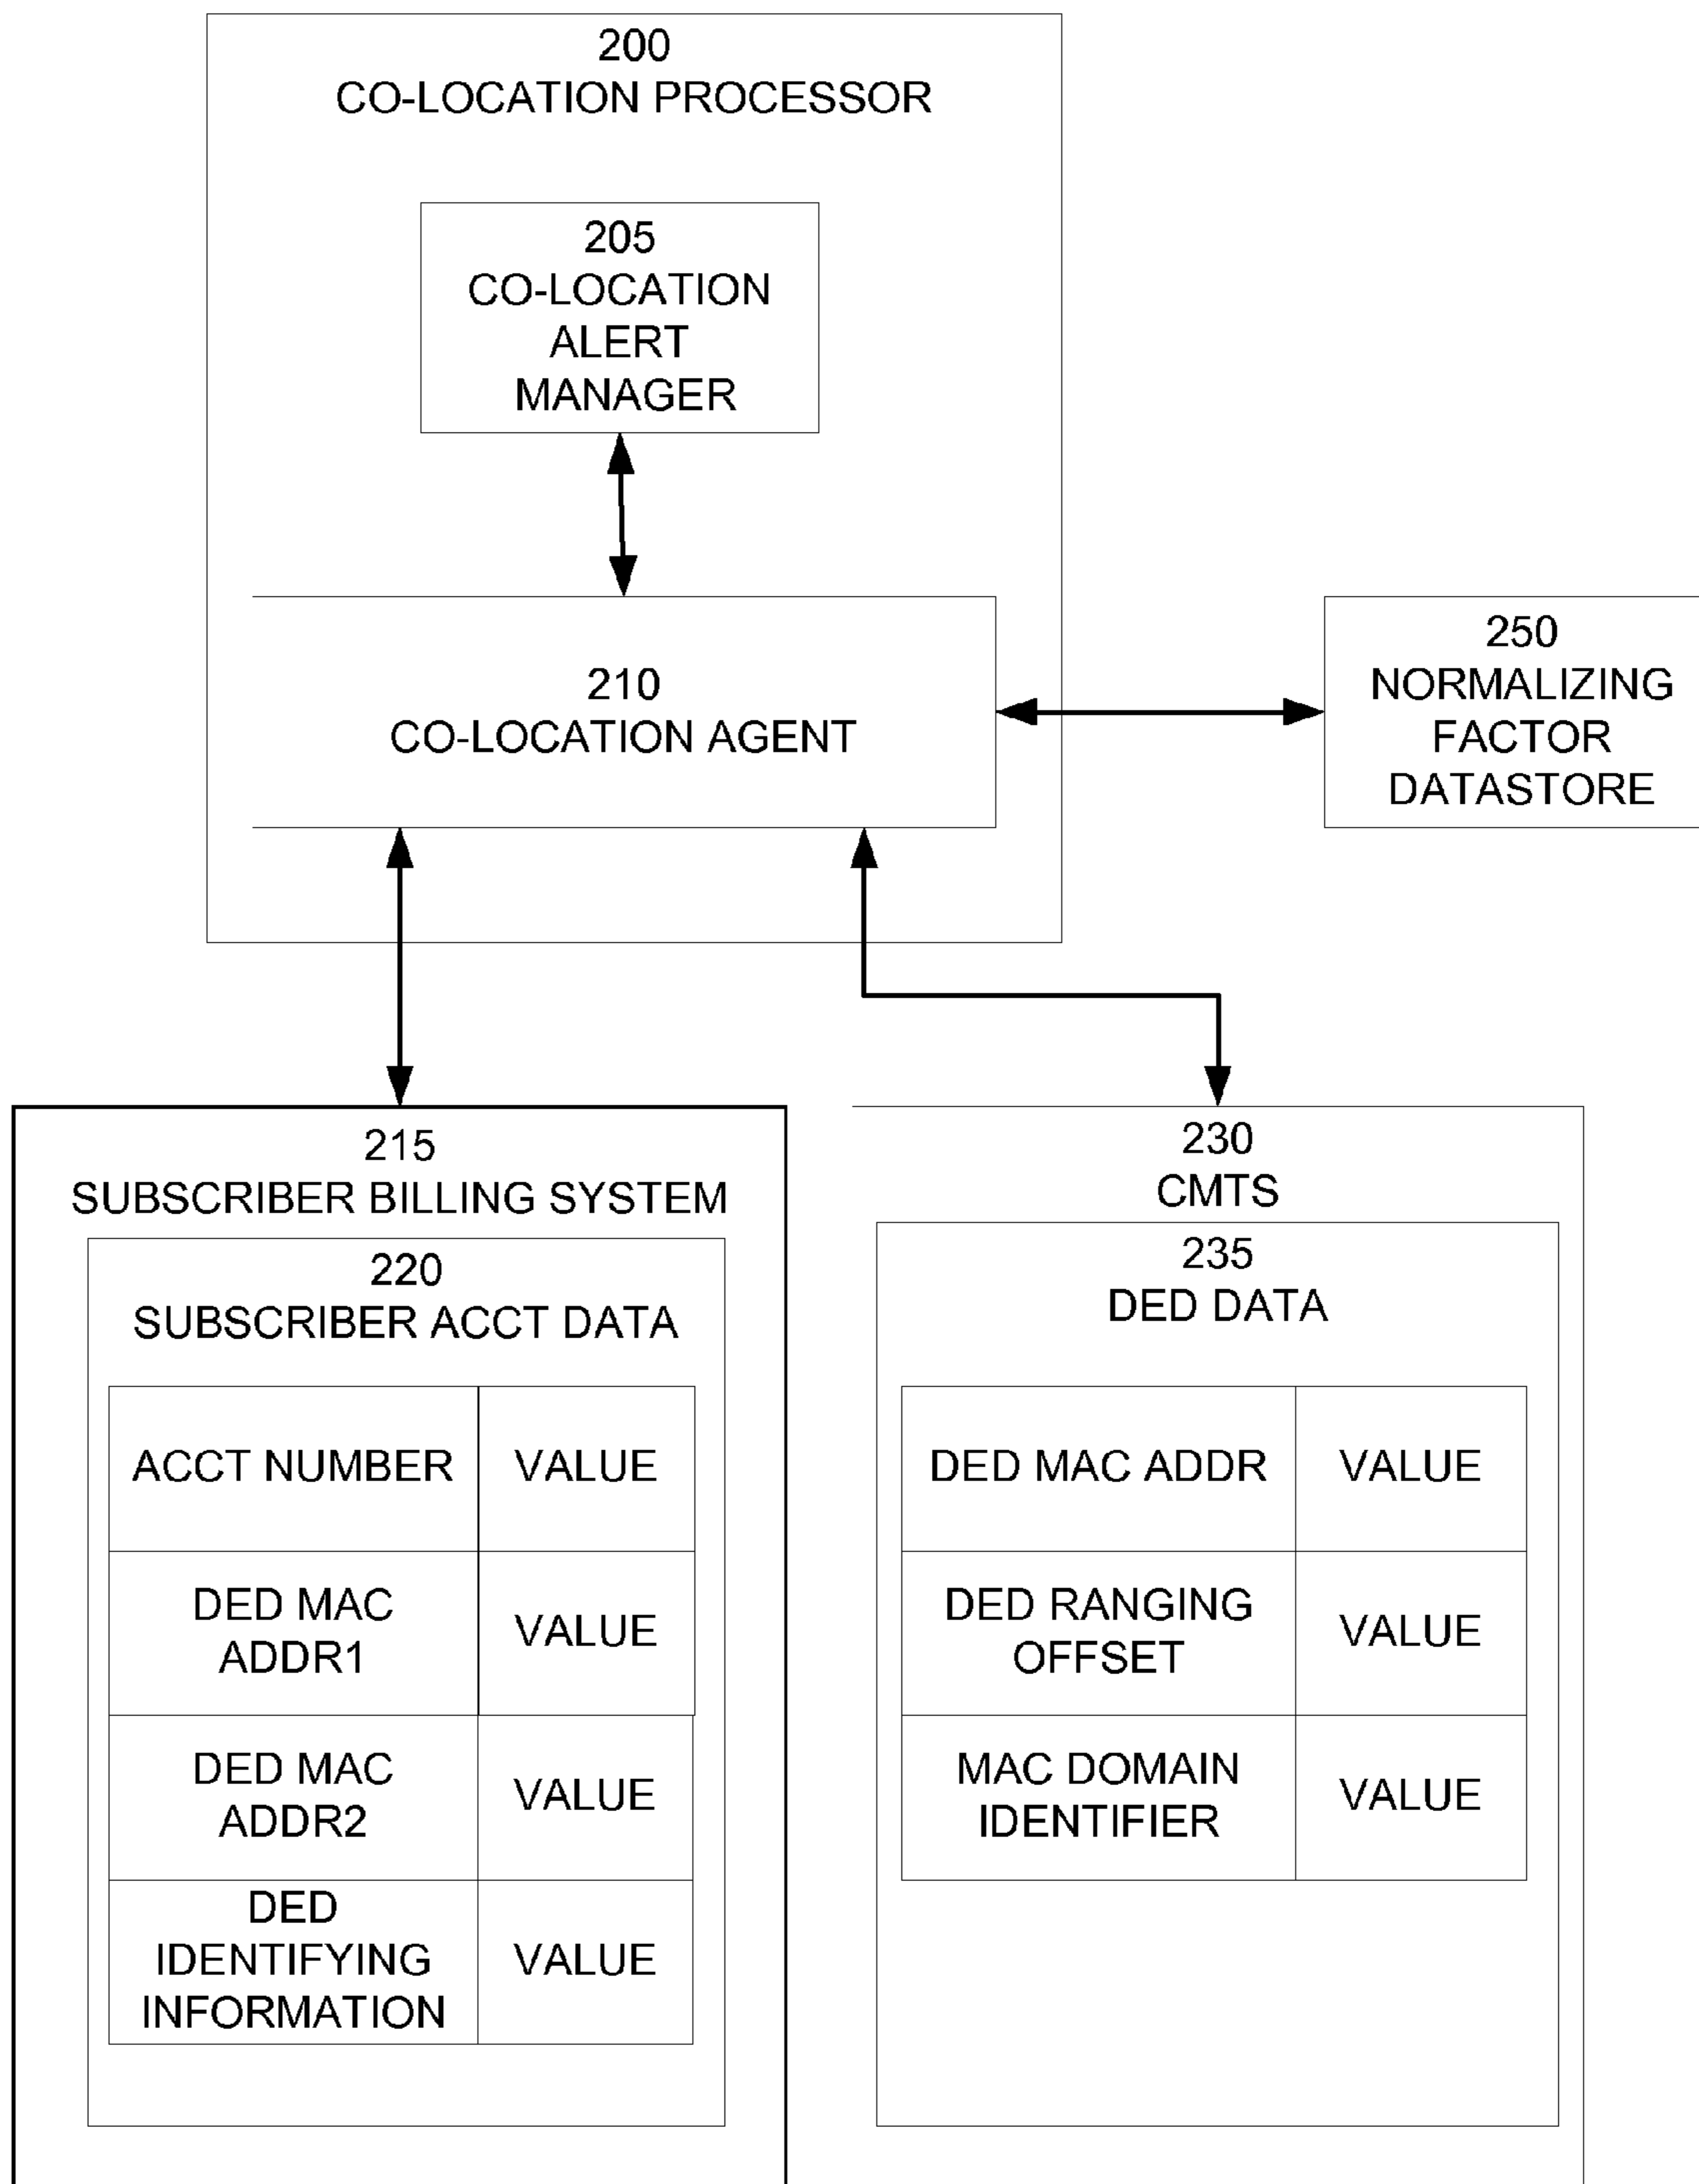 200
CO-LOCATION PROCESSOR
205
CO-LOCATION
ALERT
MANAGER
210
CO-LOCATION AGENT
250
NORMALIZING
FACTOR
DATASTORE
215
SUBSCRIBER BILLING SYSTEM
220
SUBSCRIBER ACCT DATA
ACCT NUMBER
VALUE
DED MAC
ADDR1
VALUE
DED MAC
ADDR2
VALUE
DED
IDENTIFYING
INFORMATION
VALUE
230
CMTS
235
DED DATA
DED MAC ADDR
VALUE
DED RANGING
OFFSET
VALUE
MAC DOMAIN
IDENTIFIER
VALUE